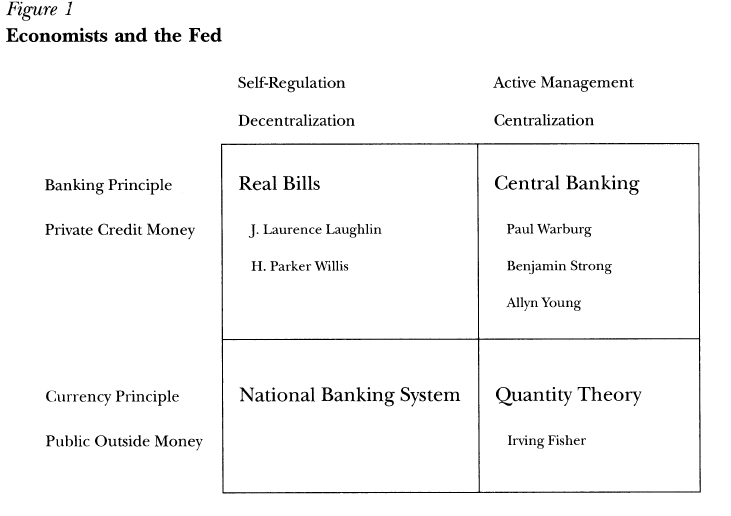 Figure 1
Economists and the Fed
Self-Regulation Active Management
Decentralization Centralization
Banking Principle Real Bills Central Banking
Private Credit Money J. Laurence Laughlin Paul Warburg
H. Parker Willis Benjamin Strong
Allyn Young
Currency Principle National Banking System Quantity Theory
Public Outside Money Irving Fisher